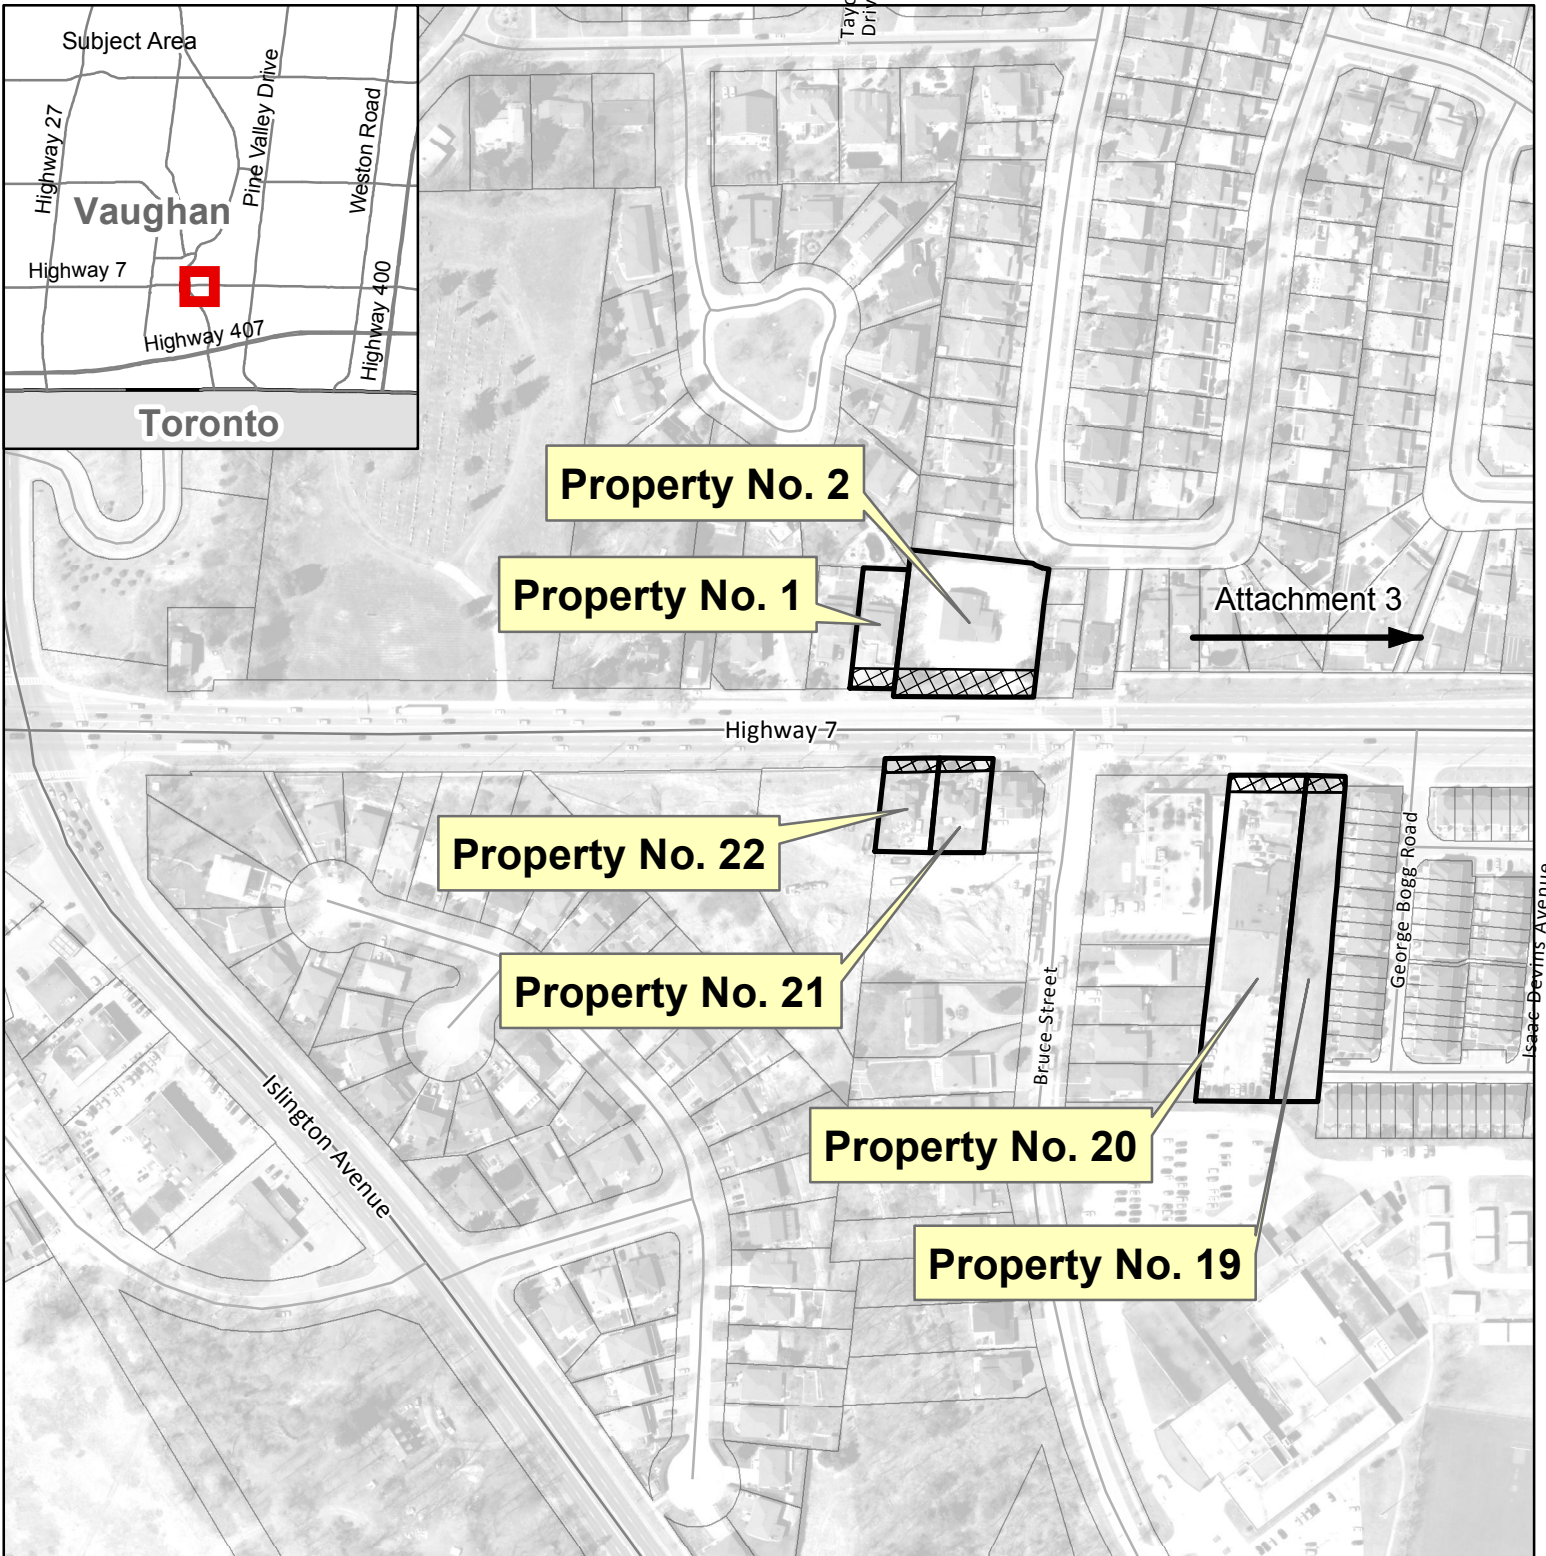 Subject Area
Highway 27
Pine Valley Drive
Weston Road
Vaughan
Highway 7
Highway 400
Highway 407
Toronto
Property No. 2
Property No. 1
Attachment 3
Highway 7
Property No. 22
George Bogg Road
Isaac Devins Avenue
Property No. 21
Bruce Street
Islington Avenue
Property No. 20
Property No. 19